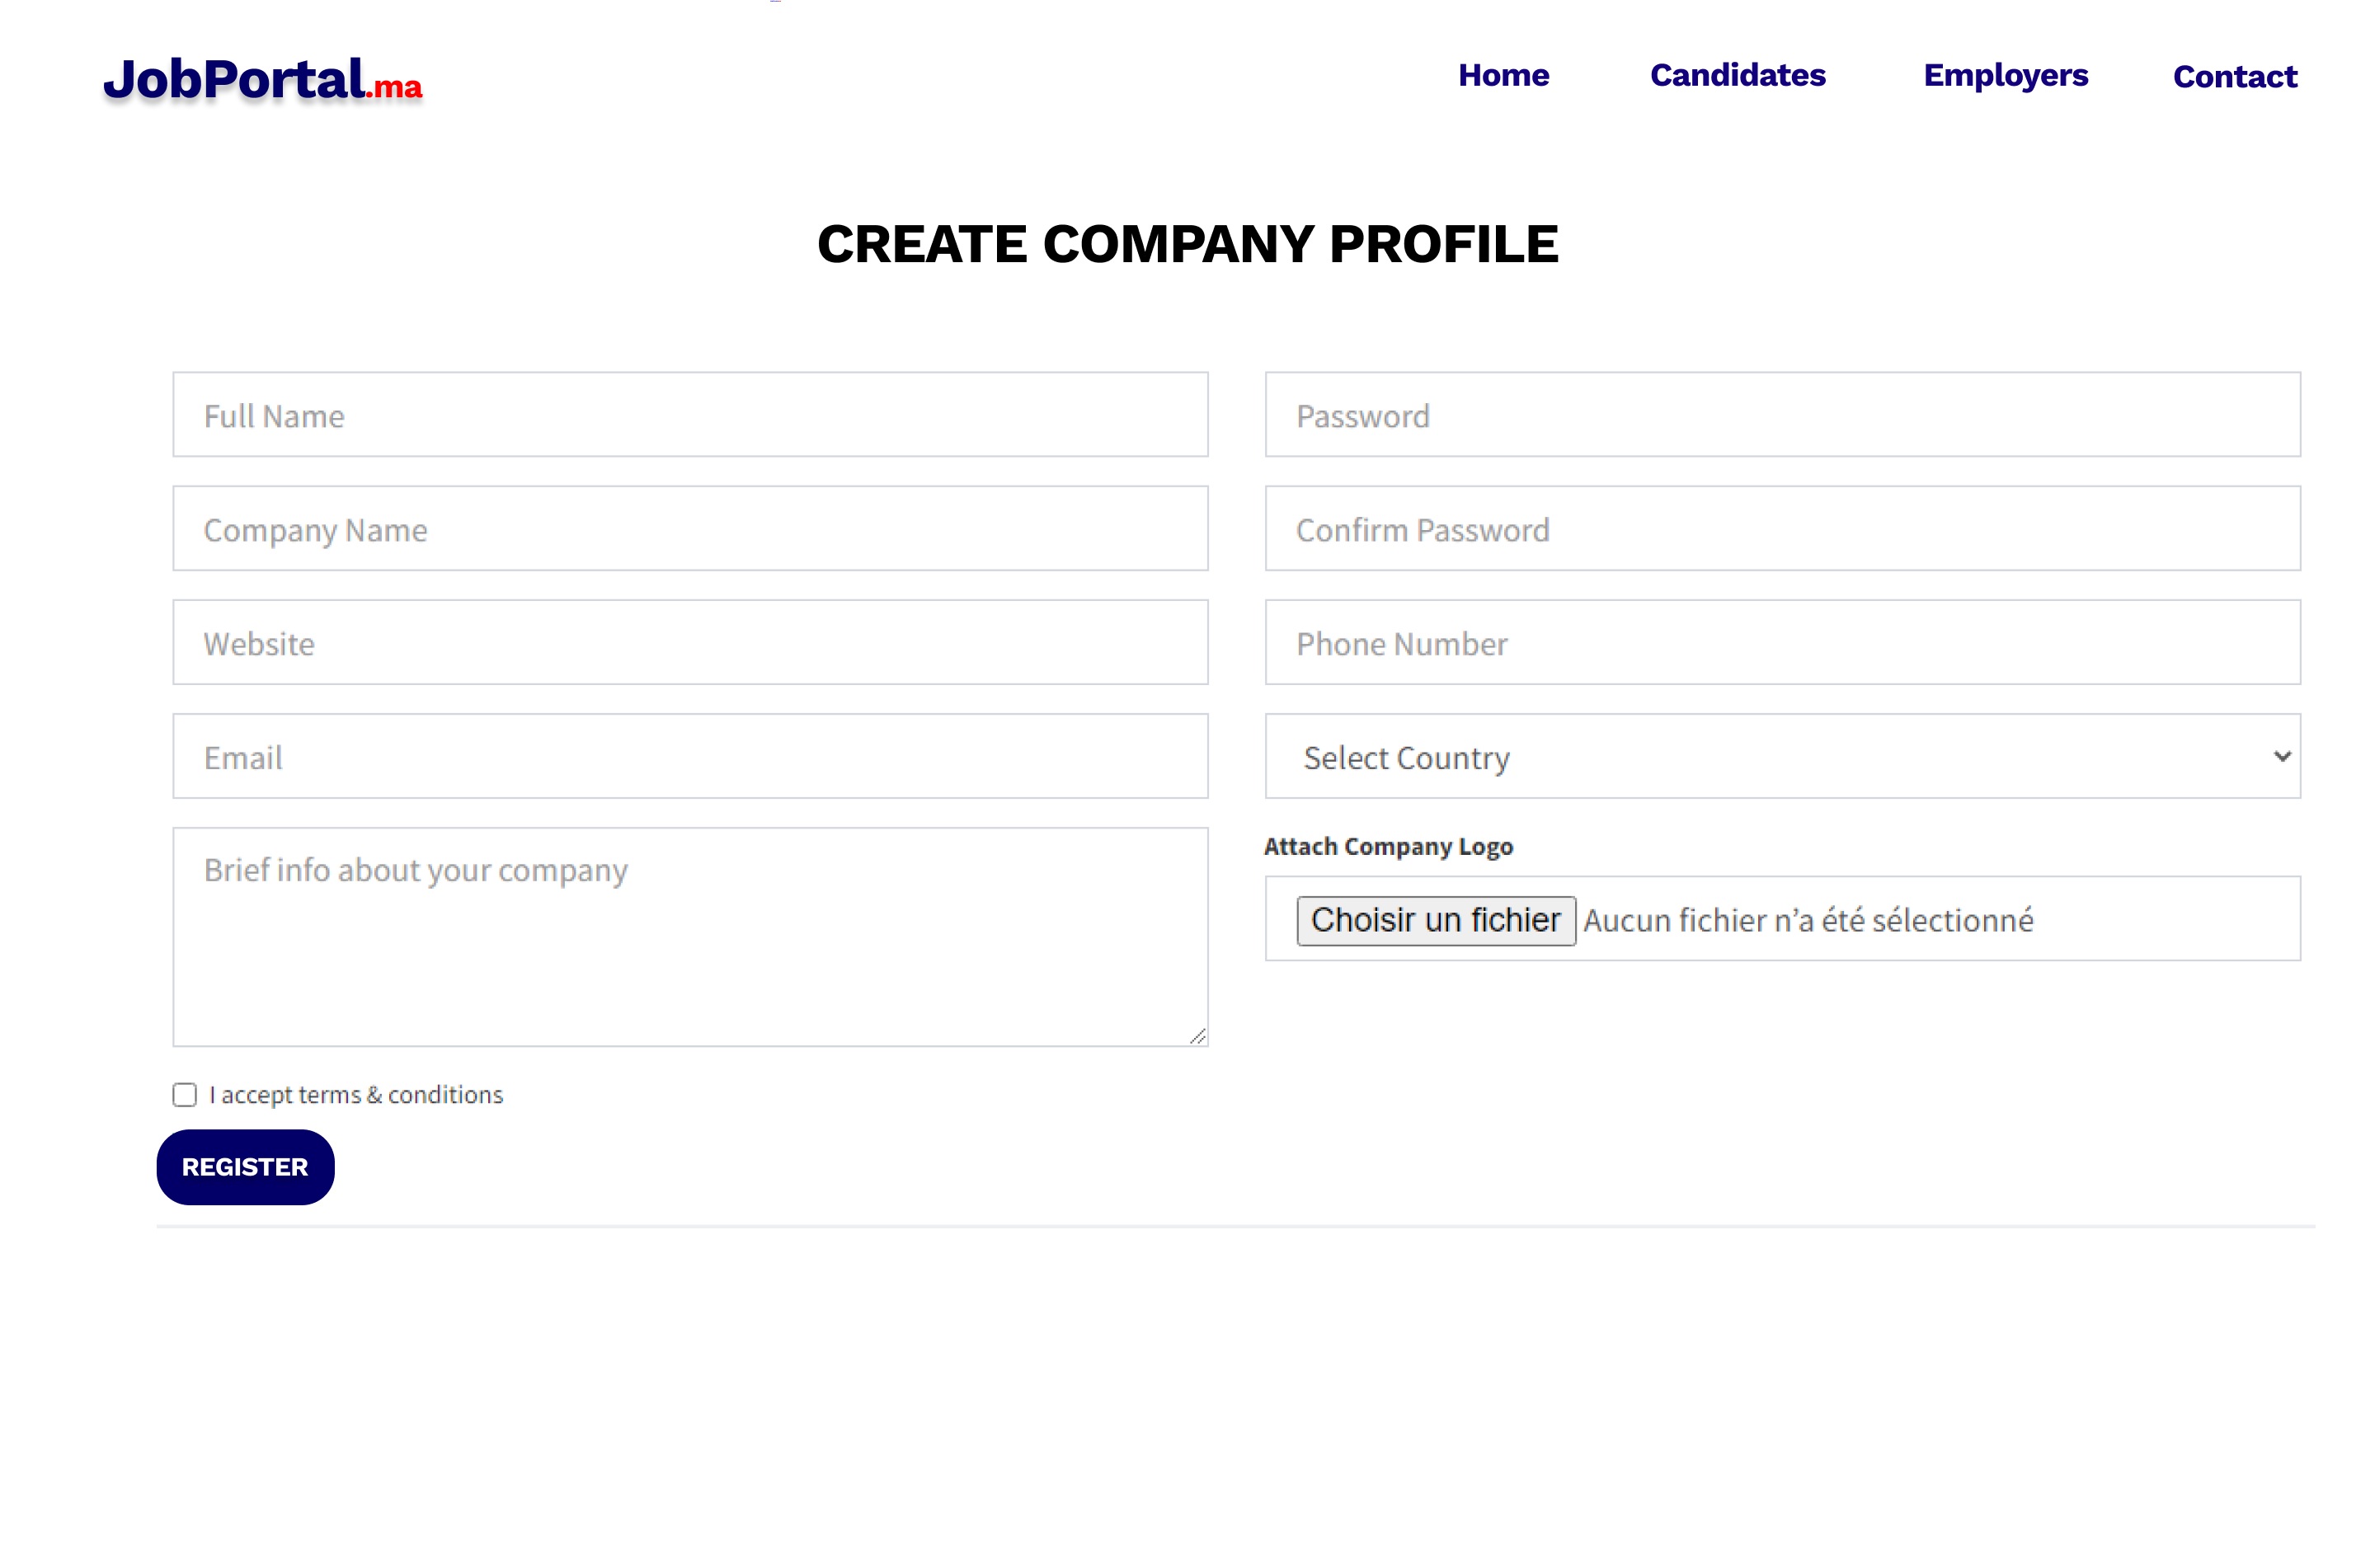 JobPortal.ma
Home Candidates Employers Contact
CREATE COMPANY PROFILE
Full Name
Password
Company Name
Confirm Password
Website
Phone Number
Email
Select Country
Brief info about your company
Attach Company Logo
Choisir un fichier Aucun fichier n’a été sélectionné
I accept terms & conditions
REGISTER